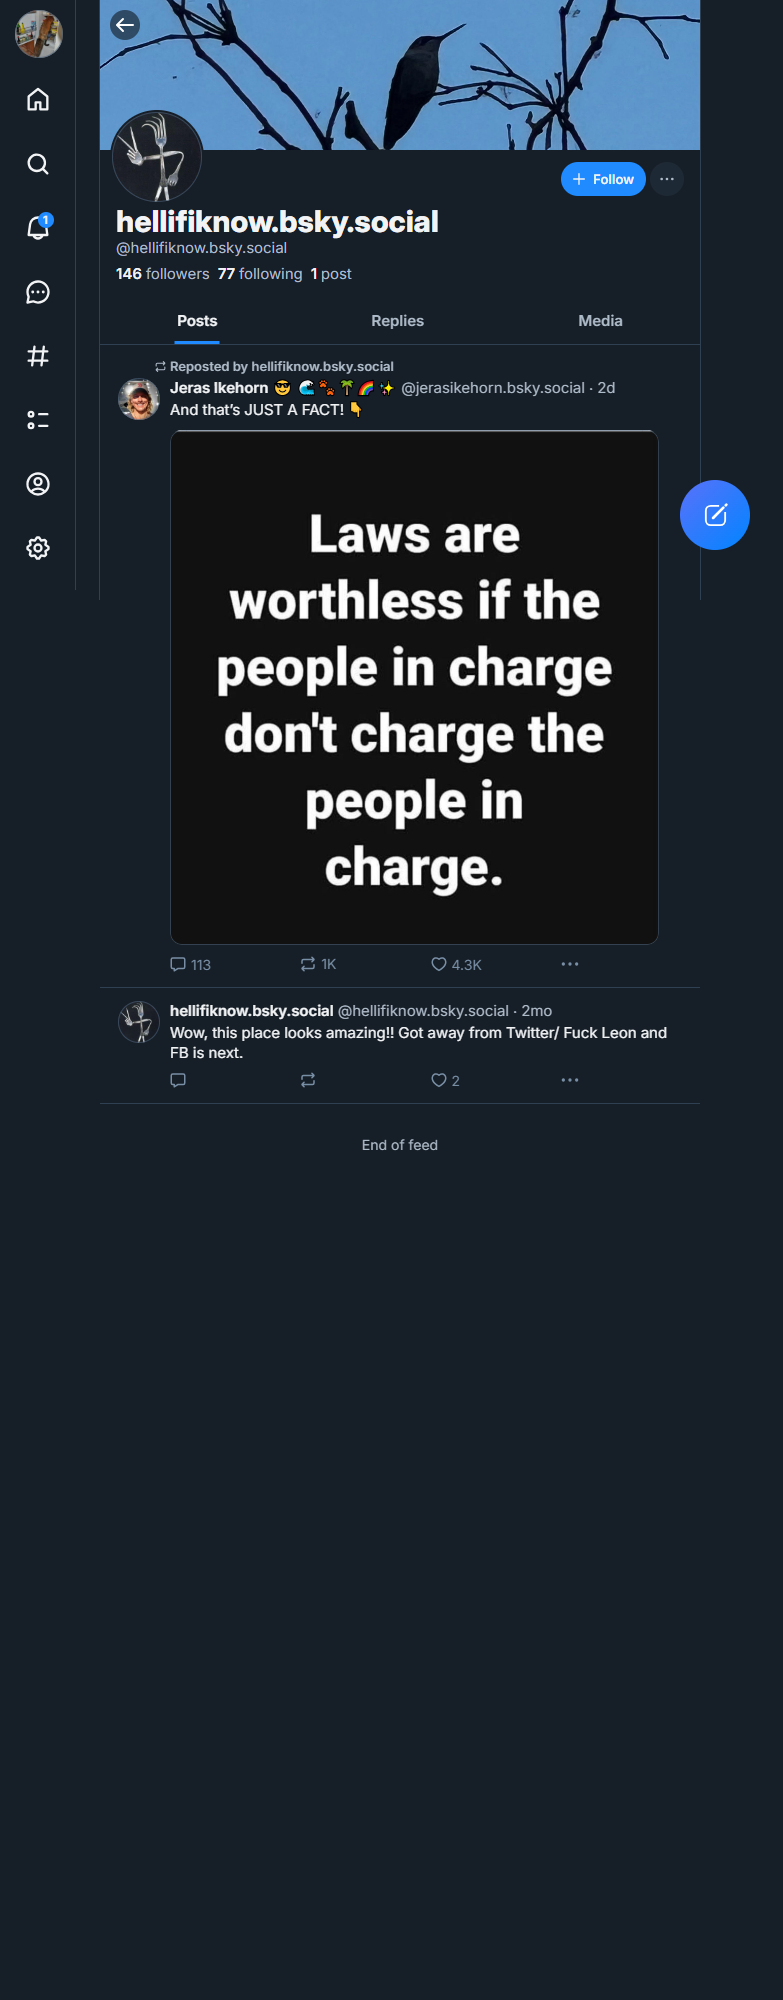 1
+ Follow
hellifiknow.bsky.social
@hellifiknow.bsky.social
146 followers 77 following 1 post
Posts Replies Media
Reposted by hellifiknow.bsky.social
Jeras Ikehorn 😎 🌊🐾🌴🌈✨ @jerasikehorn.bsky.social · 2d
And that's JUST A FACT! 👇
Laws are
worthless if the
people in charge
don't charge the
people in
charge.
113 1K 4.3K
hellifiknow.bsky.social @hellifiknow.bsky.social · 2mo
Wow, this place looks amazing!! Got away from Twitter/ Fuck Leon and
FB is next.
2
End of feed